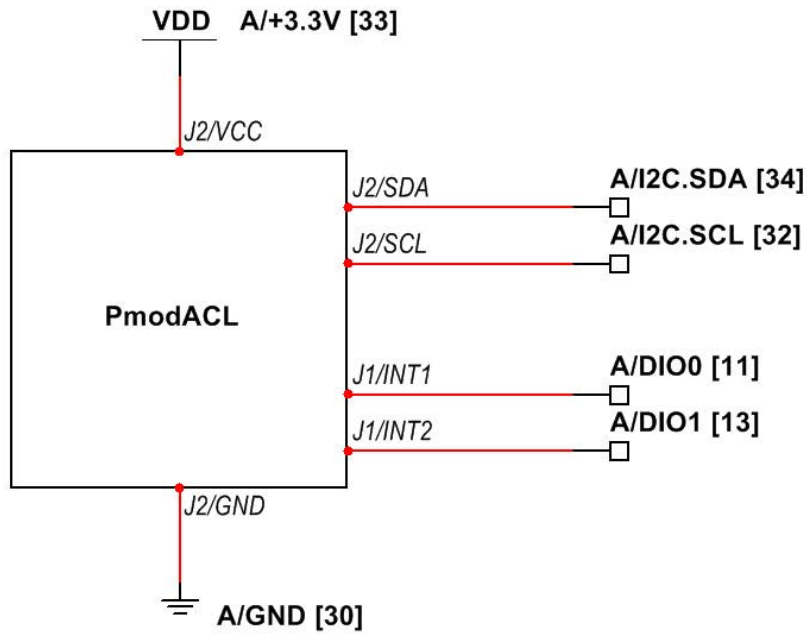 VDD A/+3.3V [33]
J2/VCC
J2/SDA
A/I2C.SDA [34]
J2/SCL
A/I2C.SCL [32]
PmodACL
J1/INT1
A/DIO0 [11]
J1/INT2
A/DIO1 [13]
J2/GND
A/GND [30]